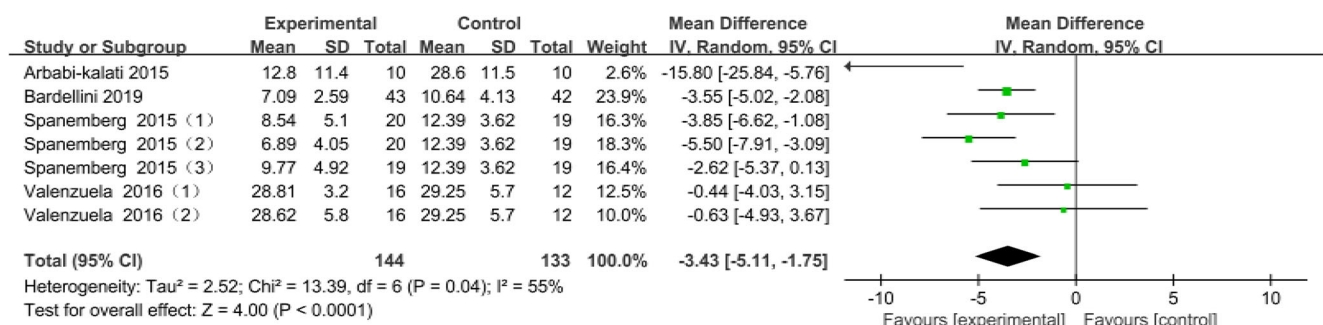 Experimental Control Mean Difference Mean Difference
Study or Subgroup Mean SD Total Mean SD Total Weight IV, Random, 95% CI IV, Random, 95% CI
Arbabi-kalati 2015 12.8 11.4 10 28.6 11.5 10 2.6% -15.80 [-25.84, -5.76]
Bardellini 2019 7.09 2.59 43 10.64 4.13 42 23.9% -3.55 [-5.02, -2.08]
Spanemberg 2015（1） 8.54 5.1 20 12.39 3.62 19 16.3% -3.85 [-6.62, -1.08]
Spanemberg 2015（2） 6.89 4.05 20 12.39 3.62 19 18.3% -5.50 [-7.91, -3.09]
Spanemberg 2015（3） 9.77 4.92 19 12.39 3.62 19 16.4% -2.62 [-5.37, 0.13]
Valenzuela 2016（1） 28.81 3.2 16 29.25 5.7 12 12.5% -0.44 [-4.03, 3.15]
Valenzuela 2016（2） 28.62 5.8 16 29.25 5.7 12 10.0% -0.63 [-4.93, 3.67]
Total (95% CI) 144 133 100.0% -3.43 [-5.11, -1.75]
Heterogeneity: Tau² = 2.52; Chi² = 13.39, df = 6 (P = 0.04); I² = 55%
Test for overall effect: Z = 4.00 (P < 0.0001)
-10 -5 0 5 10
Favours [experimental] Favours [control]